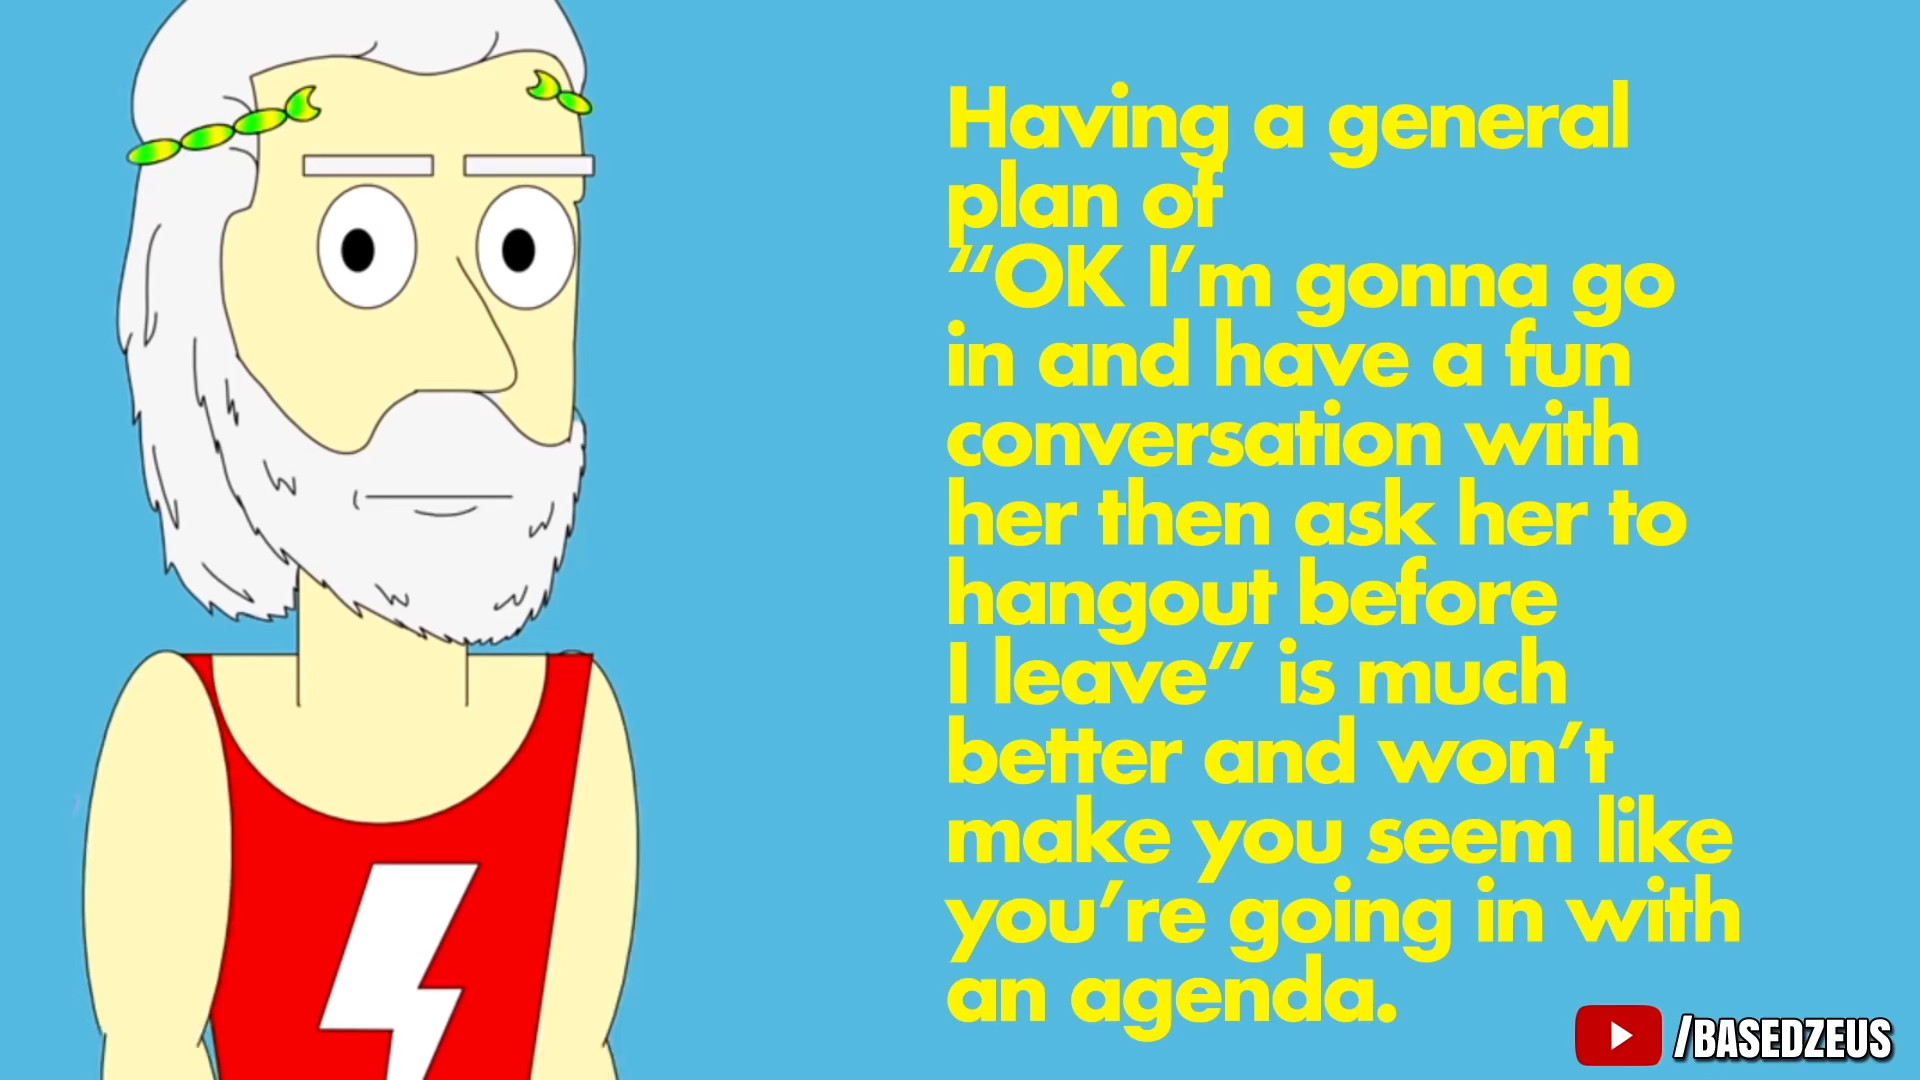 Having a general
plan of
“OK I’m gonna go
in and have a fun
conversation with
her then ask her to
hangout before
I leave” is much
better and won’t
make you seem like
you’re going in with
an agenda.
/BASEDZEUS